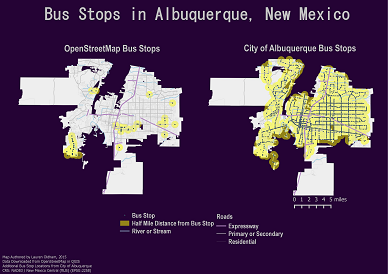 Bus Stops in Albuquerque, New Mexico
OpenStreetMap Bus Stops
City of Albuquerque Bus Stops
0 1 2 3 4 5 miles
Bus Stop
Half Mile Distance from Bus Stop
River or Stream
Roads
Expressway
Primary or Secondary
Residential
Map Authored by Lauren Oldham, 2015
Data Downloaded from OpenStreetMap in QGIS
Additional Bus Stop Locations from City of Albuquerque
CRS: NAD83 / New Mexico Central (ftUS) (EPSG:2258)